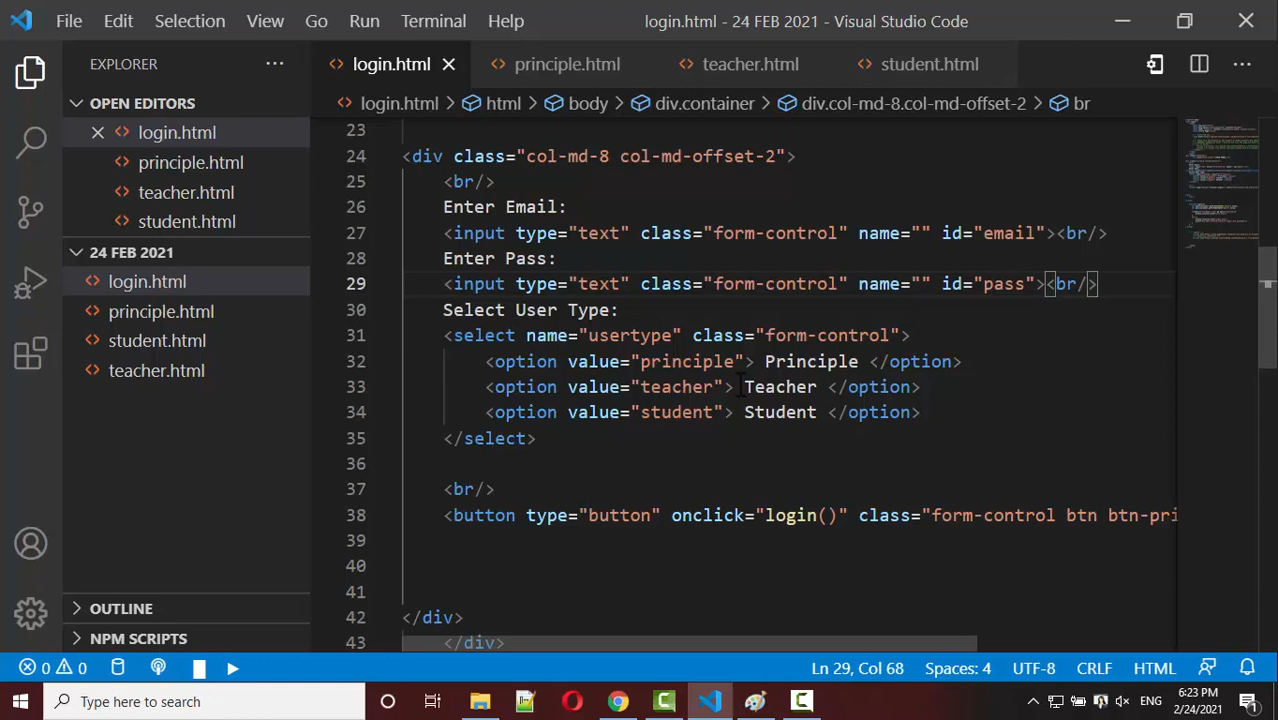 File Edit Selection View Go Run Terminal Help login.html - 24 FEB 2021 - Visual Studio Code
EXPLORER
login.html
principle.html
teacher.html
student.html
OPEN EDITORS
login.html
principle.html
teacher.html
student.html
24 FEB 2021
login.html
principle.html
student.html
teacher.html
OUTLINE
NPM SCRIPTS
login.html html body div.container div.col-md-8.col-md-offset-2 br
23
24 <div class="col-md-8 col-md-offset-2">
25 <br/>
26 Enter Email:
27 <input type="text" class="form-control" name="" id="email"><br/>
28 Enter Pass:
29 <input type="text" class="form-control" name="" id="pass"><br/>
30 Select User Type:
31 <select name="usertype" class="form-control">
32 <option value="principle"> Principle </option>
33 <option value="teacher"> Teacher </option>
34 <option value="student"> Student </option>
35 </select>
36
37 <br/>
38 <button type="button" onclick="login()" class="form-control btn btn-pri
39
40
41
42 </div>
43 </div>
0 0 Ln 29, Col 68 Spaces: 4 UTF-8 CRLF HTML
Type here to search
ENG
6:23 PM
2/24/2021
1